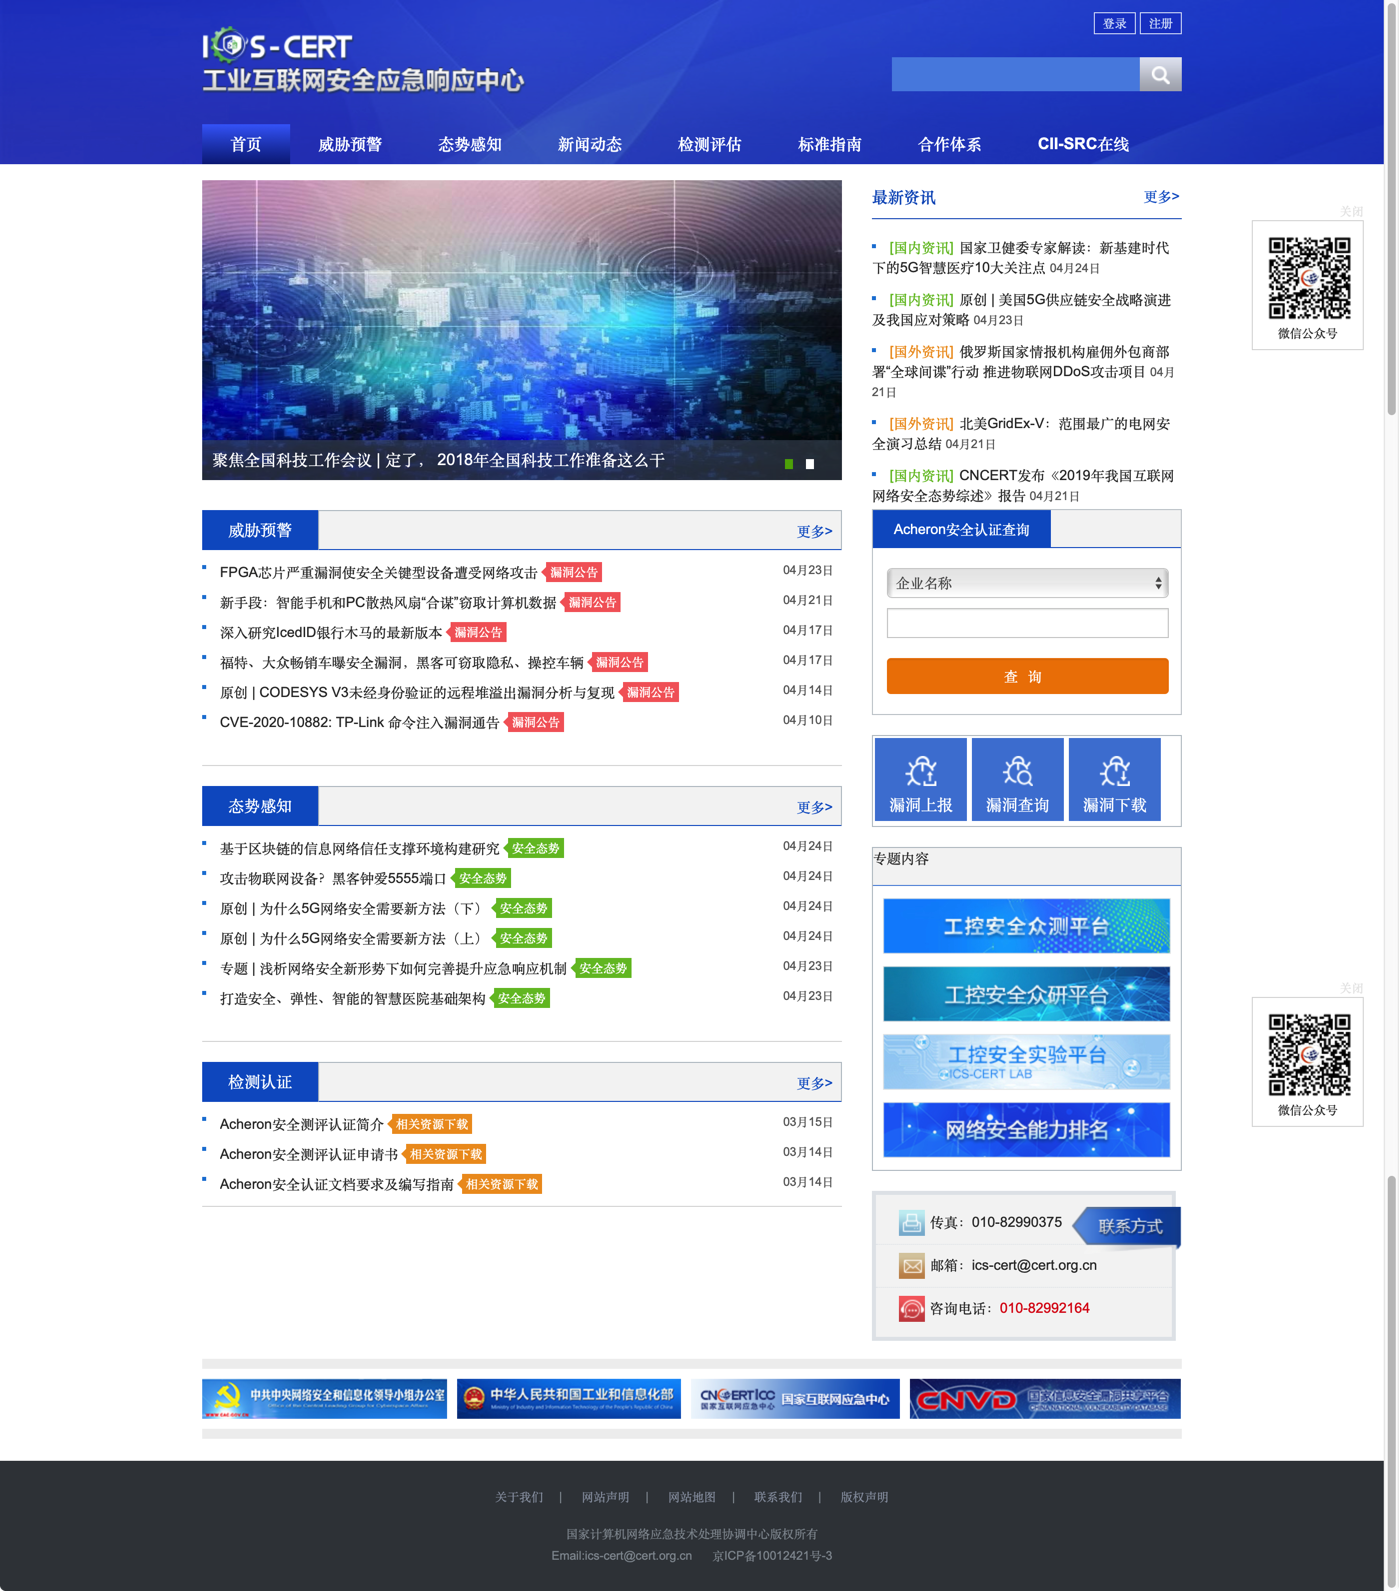 登录
注册
ICS-CERT
工业互联网安全应急响应中心
首页
威胁预警
态势感知
新闻动态
检测评估
标准指南
合作体系
CII-SRC在线
聚焦全国科技工作会议 | 定了， 2018年全国科技工作准备这么干
最新资讯
更多>
[国内资讯] 国家卫健委专家解读：新基建时代
下的5G智慧医疗10大关注点 04月24日
[国内资讯] 原创 | 美国5G供应链安全战略演进
及我国应对策略 04月23日
[国外资讯] 俄罗斯国家情报机构雇佣外包商部
署“全球间谍”行动 推进物联网DDoS攻击项目 04月
21日
[国外资讯] 北美GridEx-V：范围最广的电网安
全演习总结 04月21日
[国内资讯] CNCERT发布《2019年我国互联网
网络安全态势综述》报告 04月21日
关闭
微信公众号
威胁预警
更多>
FPGA芯片严重漏洞使安全关键型设备遭受网络攻击 漏洞公告 04月23日
新手段：智能手机和PC散热风扇“合谋”窃取计算机数据 漏洞公告 04月21日
深入研究IcedID银行木马的最新版本 漏洞公告 04月17日
福特、大众畅销车曝安全漏洞，黑客可窃取隐私、操控车辆 漏洞公告 04月17日
原创 | CODESYS V3未经身份验证的远程堆溢出漏洞分析与复现 漏洞公告 04月14日
CVE-2020-10882: TP-Link 命令注入漏洞通告 漏洞公告 04月10日
Acheron安全认证查询
企业名称
查 询
漏洞上报
漏洞查询
漏洞下载
态势感知
更多>
基于区块链的信息网络信任支撑环境构建研究 安全态势 04月24日
攻击物联网设备？黑客钟爱5555端口 安全态势 04月24日
原创 | 为什么5G网络安全需要新方法（下） 安全态势 04月24日
原创 | 为什么5G网络安全需要新方法（上） 安全态势 04月24日
专题 | 浅析网络安全新形势下如何完善提升应急响应机制 安全态势 04月23日
打造安全、弹性、智能的智慧医院基础架构 安全态势 04月23日
专题内容
工控安全众测平台
工控安全众研平台
工控安全实验平台
ICS-CERT LAB
网络安全能力排名
关闭
微信公众号
检测认证
更多>
Acheron安全测评认证简介 相关资源下载 03月15日
Acheron安全测评认证申请书 相关资源下载 03月14日
Acheron安全认证文档要求及编写指南 相关资源下载 03月14日
联系方式
传真：010-82990375
邮箱：ics-cert@cert.org.cn
咨询电话：010-82992164
中共中央网络安全和信息化领导小组办公室
Office of the Central Leading Group for Cyberspace Affairs
WWW.CAC.GOV.CN
中华人民共和国工业和信息化部
Ministry of Industry and Information Technology of the People's Republic of China
CNCERT/CC
国家互联网应急中心
国家互联网应急中心
CNVD
国家信息安全漏洞共享平台
CHINA NATIONAL VULNERABILITY DATABASE
关于我们 | 网站声明 | 网站地图 | 联系我们 | 版权声明
国家计算机网络应急技术处理协调中心版权所有
Email:ics-cert@cert.org.cn 京ICP备10012421号-3